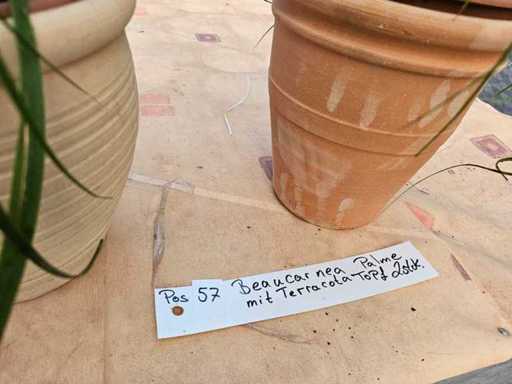 Pos 57 Beaucarnea Palme
mit Terracota Topf 2Stk.